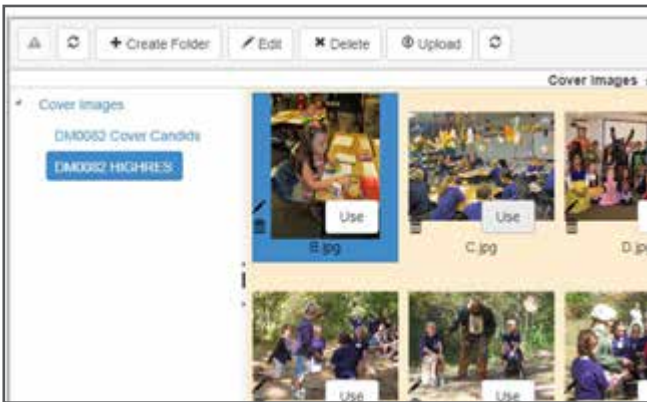 Create Folder Edit Delete Upload
Cover Images
Cover Images
DM0082 Cover Candids
DM0082 HIGHRES
Use Use
B.jpg C.jpg D.jp
Use Use